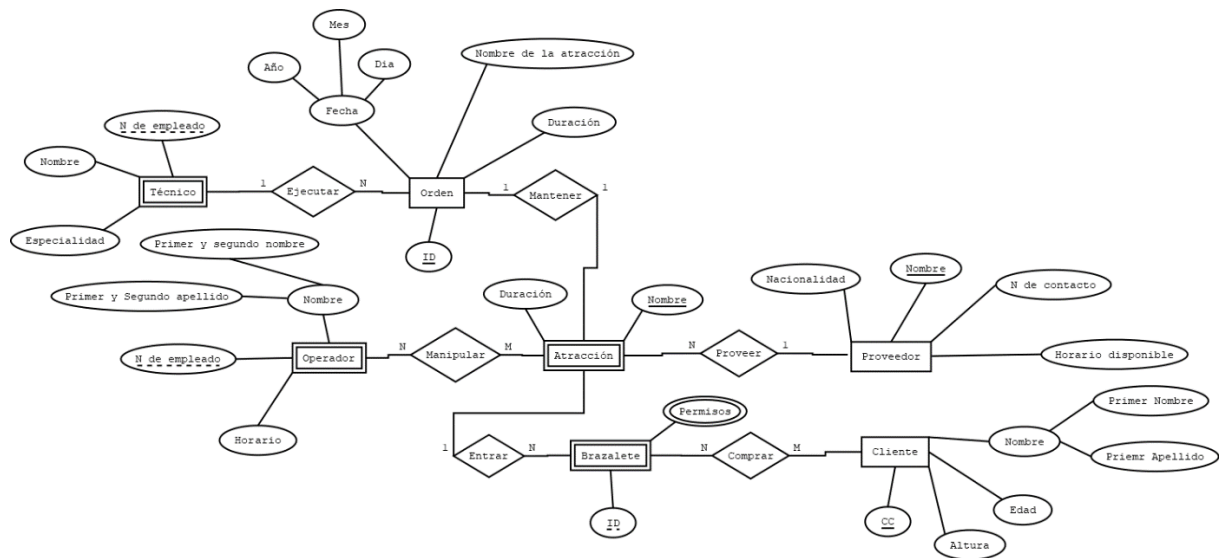 Mes
Nombre de la atracción
Año
Dia
Fecha
Duración
N de empleado
Nombre
Técnico
1
Ejecutar
N
Orden
1
Mantener
1
Especialidad
Primer y segundo nombre
ID
Nacionalidad
Nombre
N de contacto
Duración
Nombre
Primer y Segundo apellido
Nombre
N de empleado
Operador
N
Manipular
M
Atracción
N
Proveer
1
Proveedor
Horario disponible
Permisos
Primer Nombre
Horario
1
Entrar
N
Brazalete
N
Comprar
M
Cliente
Nombre
Priemr Apellido
ID
CC
Edad
Altura